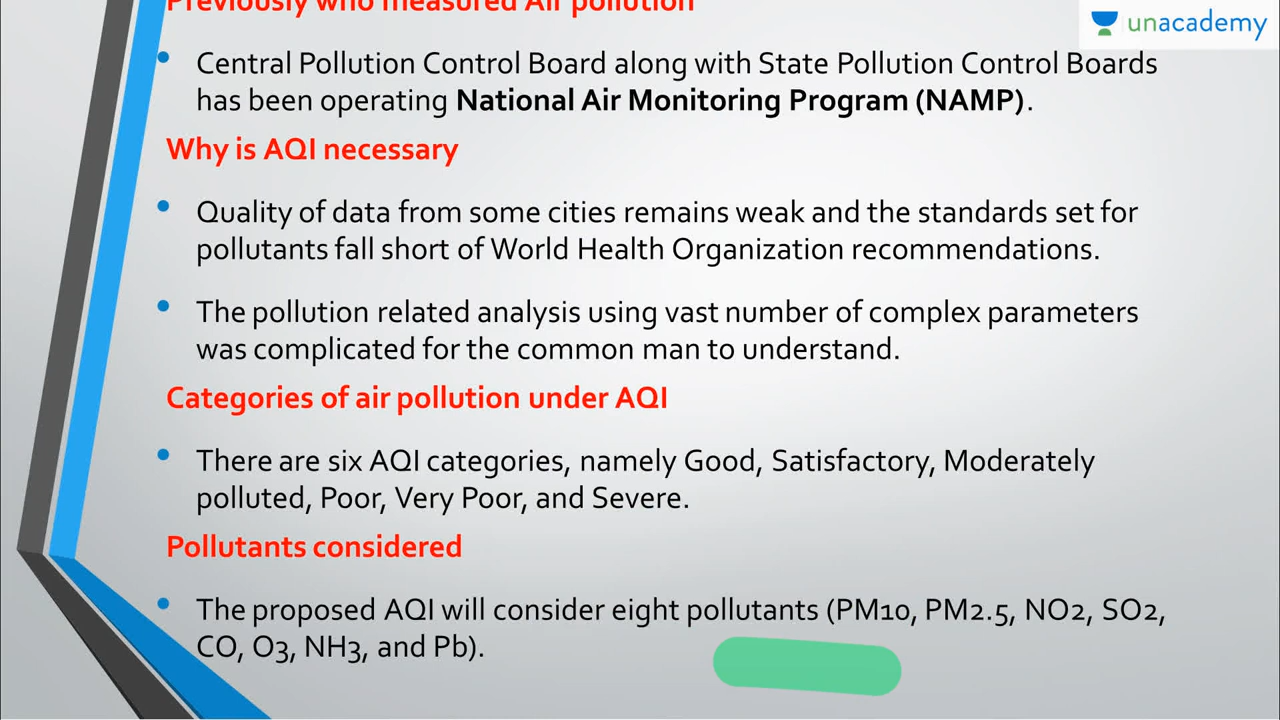 Previously who measured Air pollution
unacademy
• Central Pollution Control Board along with State Pollution Control Boards
has been operating National Air Monitoring Program (NAMP).
Why is AQI necessary
• Quality of data from some cities remains weak and the standards set for
pollutants fall short of World Health Organization recommendations.
• The pollution related analysis using vast number of complex parameters
was complicated for the common man to understand.
Categories of air pollution under AQI
• There are six AQI categories, namely Good, Satisfactory, Moderately
polluted, Poor, Very Poor, and Severe.
Pollutants considered
• The proposed AQI will consider eight pollutants (PM10, PM2.5, NO2, SO2,
CO, O3, NH3, and Pb).